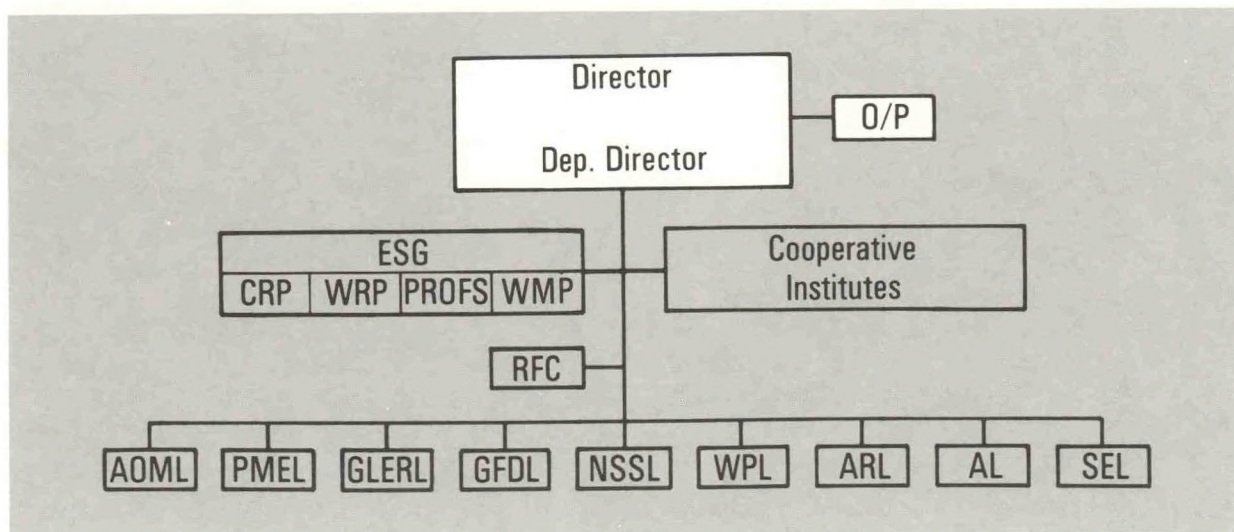 Director
O/P
Dep. Director
ESG
CRP WRP PROFS WMP
Cooperative
Institutes
RFC
AOML PMEL GLERL GFDL NSSL WPL ARL AL SEL